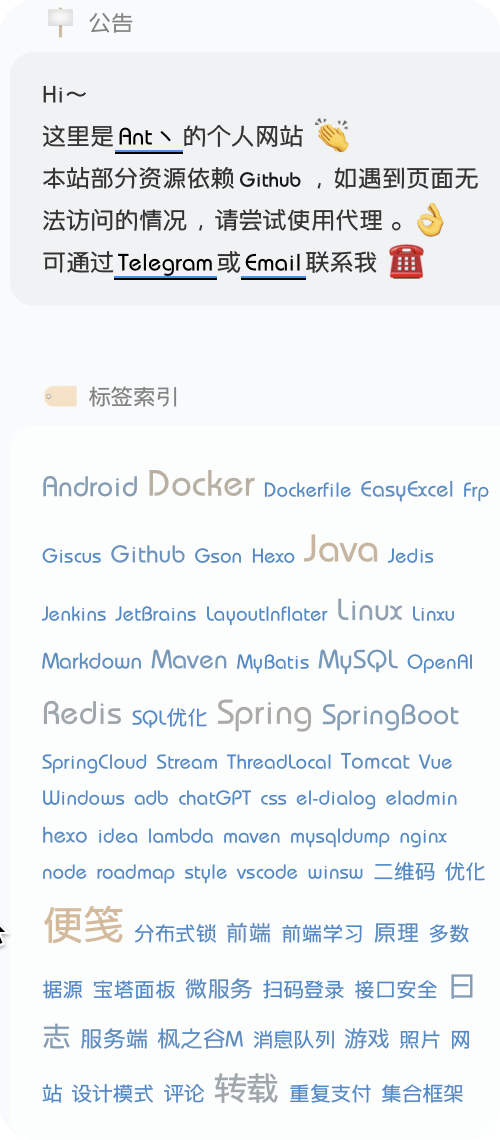 公告
Hi～
这里是Ant丶的个人网站
本站部分资源依赖Github ，如遇到页面无
法访问的情况，请尝试使用代理。
可通过Telegram或Email联系我
标签索引
Android Docker Dockerfile EasyExcel Frp
Giscus Github Gson Hexo Java Jedis
Jenkins JetBrains LayoutInflater Linux Linxu
Markdown Maven MyBatis MySQL OpenAI
Redis SQL优化 Spring SpringBoot
SpringCloud Stream ThreadLocal Tomcat Vue
Windows adb chatGPT css el-dialog eladmin
hexo idea lambda maven mysqldump nginx
node roadmap style vscode winsw 二维码 优化
便笺 分布式锁 前端 前端学习 原理 多数
据源 宝塔面板 微服务 扫码登录 接口安全 日
志 服务端 枫之谷M 消息队列 游戏 照片 网
站 设计模式 评论 转载 重复支付 集合框架